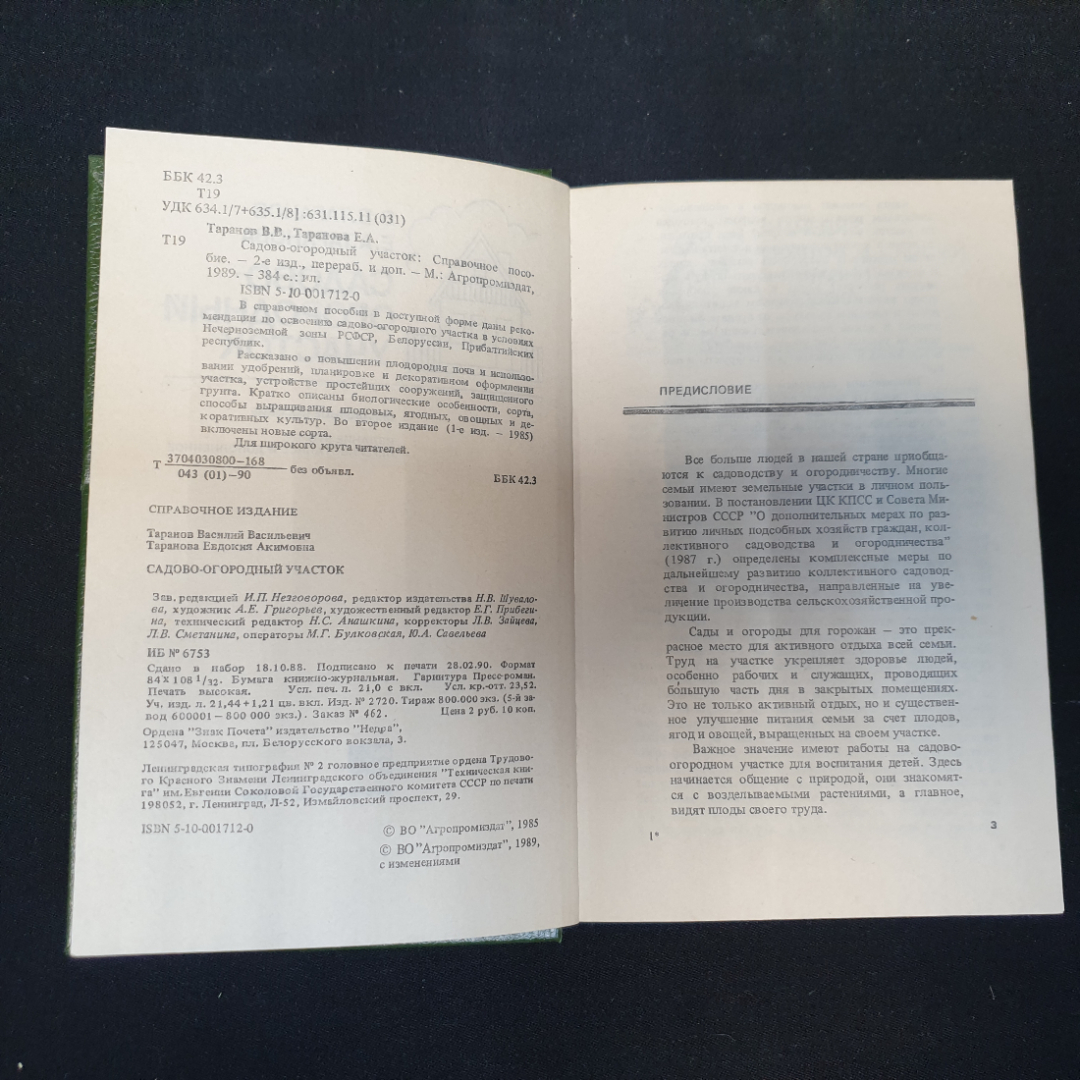 ББК 42.3
Т19
УДК 634.1/7+635.1/8] :631.115.11 (031)
Таранов В.В., Таранова Е.А.
Т19 Садово-огородный участок: Справочное посо-
бие. — 2-е изд., перераб. и доп. — М.: Агропромиздат,
1989. — 384 с.: ил.
ISBN 5-10-001712-0
В справочном пособии в доступной форме даны реко-
мендации по освоению садово-огородного участка в условиях
Нечерноземной зоны РСФСР, Белоруссии, Прибалтийских
республик.
Рассказано о повышении плодородия почв и использо-
вании удобрений, планировке и декоративном оформлении
участка, устройстве простейших сооружений, защищенного
грунта. Кратко описаны биологические особенности, сорта,
способы выращивания плодовых, ягодных, овощных и де-
коративных культур. Во второе издание (1-е изд. — 1985)
включены новые сорта.
Для широкого круга читателей.
Т 3704030800-168 без объявл.
043 (01)-90
ББК 42.3
СПРАВОЧНОЕ ИЗДАНИЕ
Таранов Василий Васильевич
Таранова Евдокия Акимовна
САДОВО-ОГОРОДНЫЙ УЧАСТОК
Зав. редакцией И.П. Незговорова, редактор издательства Н.В. Шувало-
ва, художник А.Е. Григорьев, художественный редактор Е.Г. Прибеги-
на, технический редактор Н.С. Анашкина, корректоры Л.В. Зайцева,
Л.В. Сметанина, операторы М.Г. Булковская, Ю.А. Савельева
ИБ № 6753
Сдано в набор 18.10.88. Подписано к печати 28.02.90. Формат
84 х 108 1/32. Бумага книжно-журнальная. Гарнитура Пресс-роман.
Печать высокая. Усл. печ. л. 21,0 с вкл. Усл. кр.-отт. 23,52.
Уч. изд. л. 21,44 + 1,21 цв. вкл. Изд. № 2720. Тираж 800.000 экз. (5-й за-
вод 600001 — 800 000 экз.). Заказ № 462. Цена 2 руб. 10 коп.
Ордена "Знак Почета" издательство "Недра",
125047, Москва, пл. Белорусского вокзала, 3.
Ленинградская типография № 2 головное предприятие ордена Трудово-
го Красного Знамени Ленинградского объединения "Техническая кни-
га" им. Евгении Соколовой Государственного комитета СССР по печати
198052, г. Ленинград, Л-52, Измайловский проспект, 29.
ISBN 5-10-001712-0
© ВО "Агропромиздат", 1985
© ВО "Агропромиздат", 1989,
с изменениями
ПРЕДИСЛОВИЕ
Все больше людей в нашей стране приобща-
ются к садоводству и огородничеству. Многие
семьи имеют земельные участки в личном поль-
зовании. В постановлении ЦК КПСС и Совета Ми-
нистров СССР "О дополнительных мерах по раз-
витию личных подсобных хозяйств граждан, кол-
лективного садоводства и огородничества"
(1987 г.) определены комплексные меры по
дальнейшему развитию коллективного садоводс-
тва и огородничества, направленные на уве-
личение производства сельскохозяйственной про-
дукции.
Сады и огороды для горожан — это прек-
расное место для активного отдыха всей семьи.
Труд на участке укрепляет здоровье людей,
особенно рабочих и служащих, проводящих
бо́льшую часть дня в закрытых помещениях.
Это не только активный отдых, но и существен-
ное улучшение питания семьи за счет плодов,
ягод и овощей, выращенных на своем участке.
Важное значение имеют работы на садово-
огородном участке для воспитания детей. Здесь
начинается общение с природой, они знакомят-
ся с возделываемыми растениями, а главное,
видят плоды своего труда.
1*
3